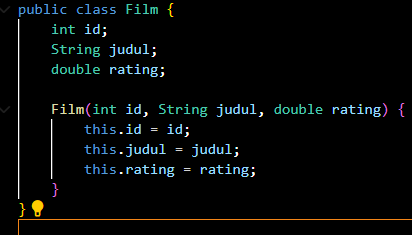 public class Film {
    int id;
    String judul;
    double rating;

    Film(int id, String judul, double rating) {
        this.id = id;
        this.judul = judul;
        this.rating = rating;
    }
}